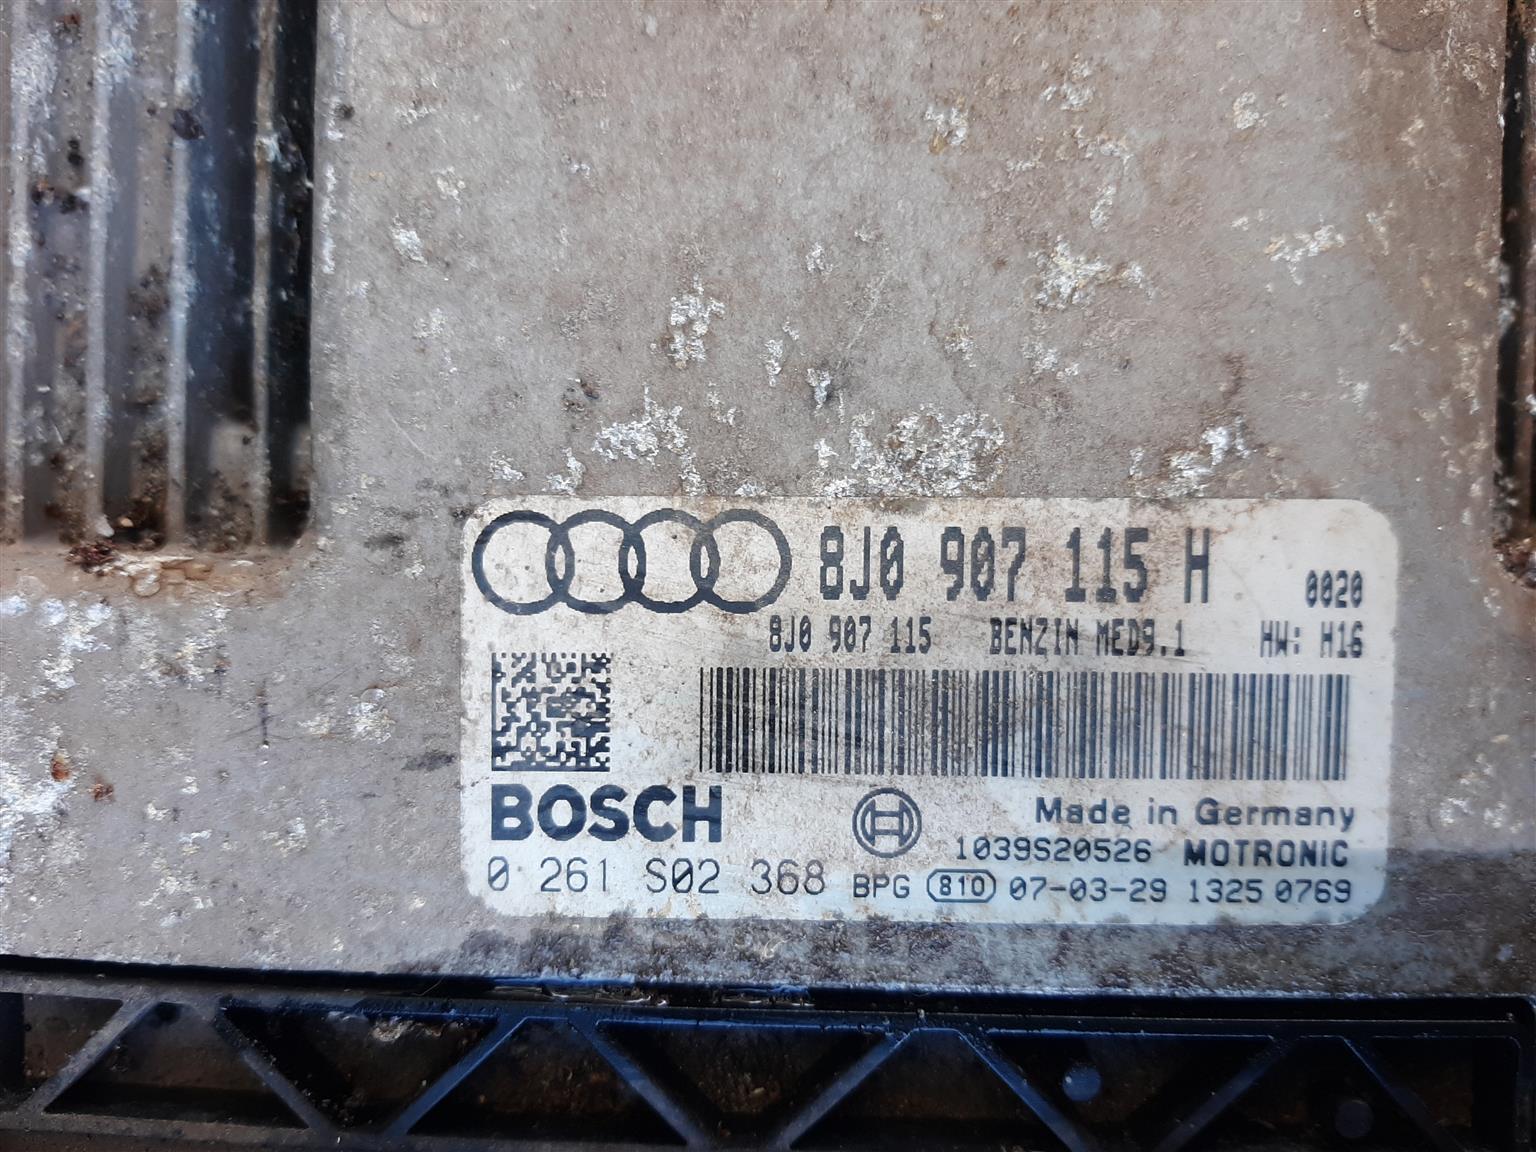 8J0 907 115 H 0020
8J0 907 115 BENZIN MED9.1 HW: H16
BOSCH Made in Germany
1039S20526 MOTRONIC
0 261 S02 368 BPG 810 07-03-29 1325 0769